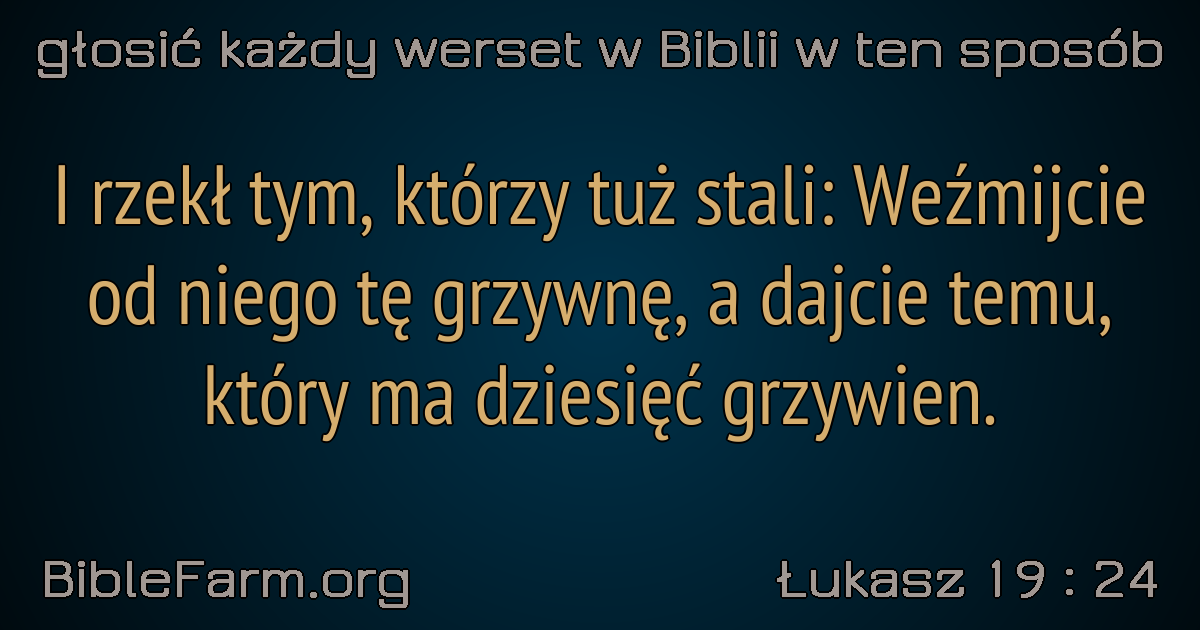 głosić każdy werset w Biblii w ten sposób
I rzekł tym, którzy tuż stali: Weźmijcie
od niego tę grzywnę, a dajcie temu,
który ma dziesięć grzywien.
BibleFarm.org
Łukasz 19 : 24